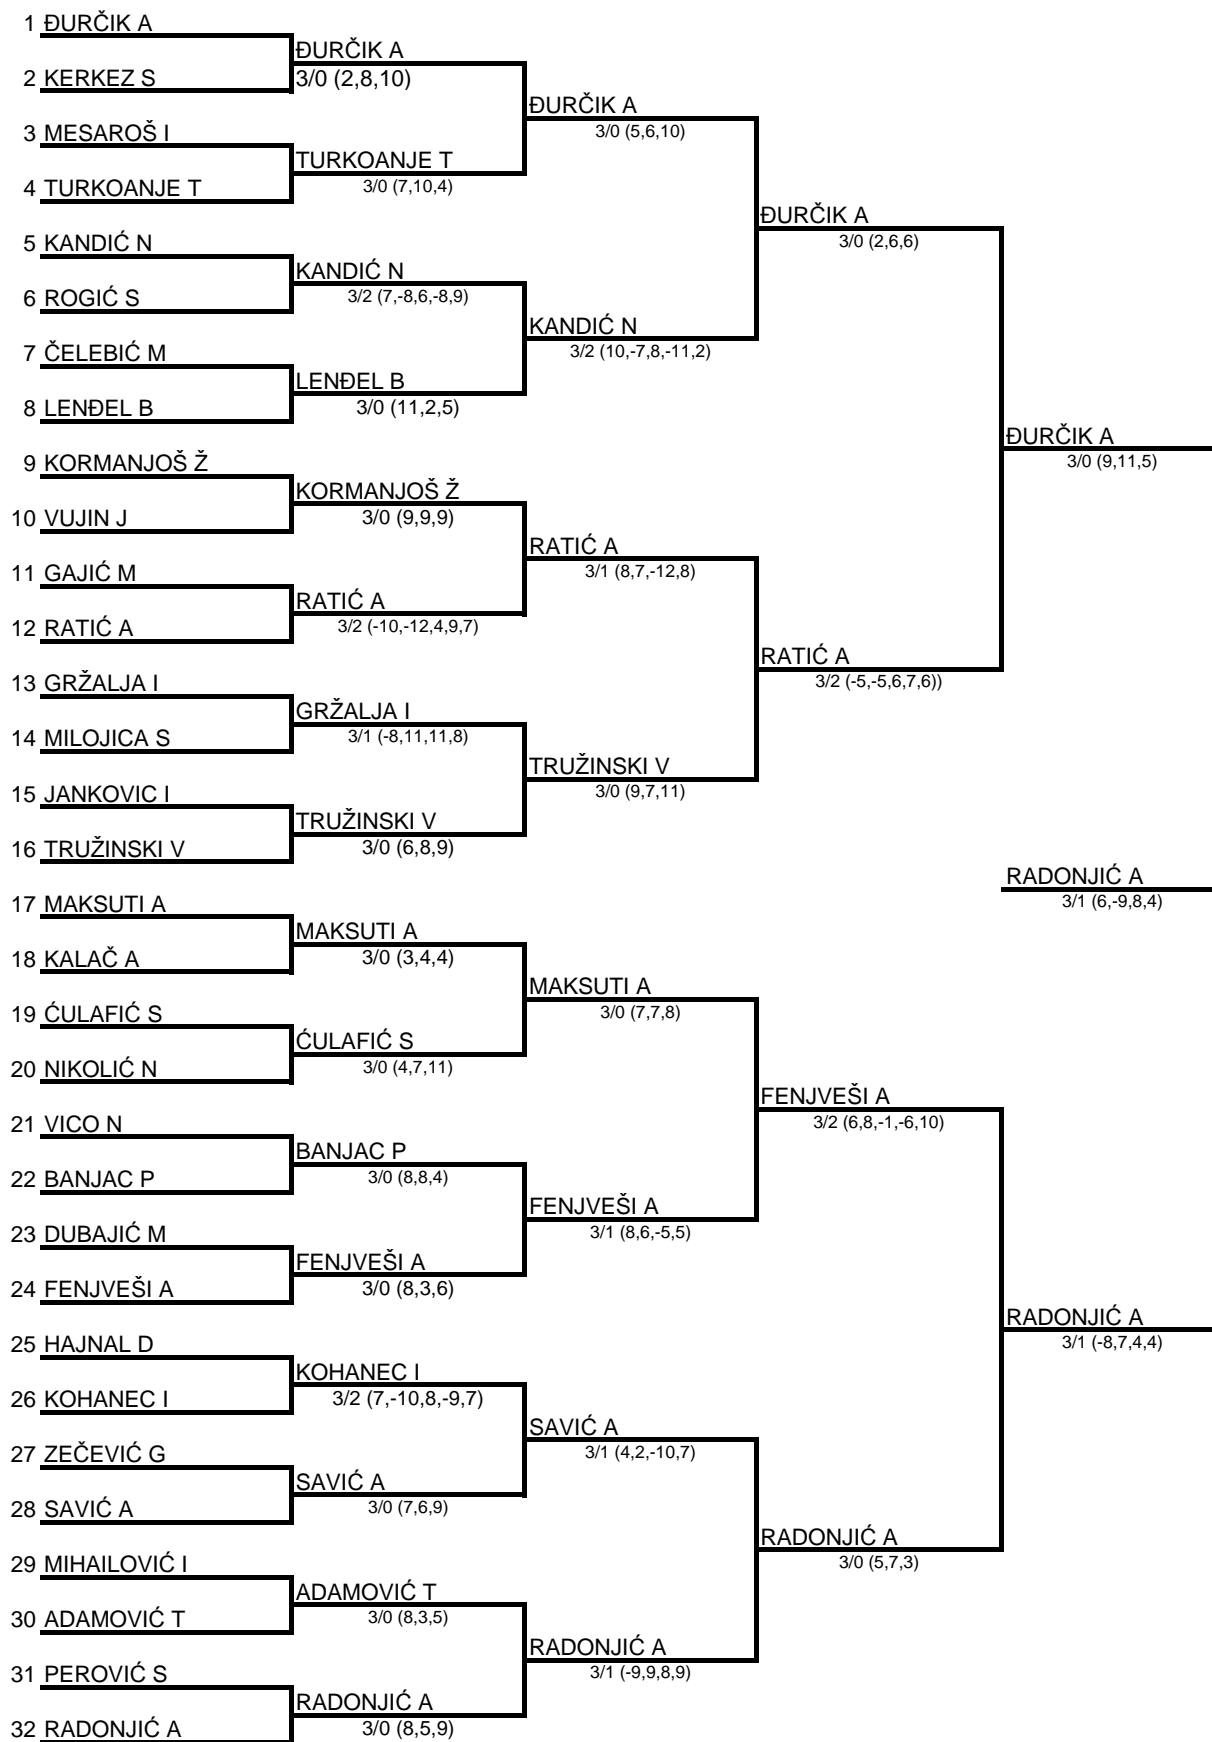 1 ĐURČIK A
ĐURČIK A
2 KERKEZ S
3/0 (2,8,10)
ĐURČIK A
3/0 (5,6,10)
3 MESAROŠ I
TURKOANJE T
4 TURKOANJE T
3/0 (7,10,4)
ĐURČIK A
3/0 (2,6,6)
5 KANDIĆ N
KANDIĆ N
6 ROGIĆ S
3/2 (7,-8,6,-8,9)
KANDIĆ N
3/2 (10,-7,8,-11,2)
7 ČELEBIĆ M
LENĐEL B
8 LENĐEL B
3/0 (11,2,5)
ĐURČIK A
3/0 (9,11,5)
9 KORMANJOŠ Ž
KORMANJOŠ Ž
10 VUJIN J
3/0 (9,9,9)
RATIĆ A
3/1 (8,7,-12,8)
11 GAJIĆ M
RATIĆ A
12 RATIĆ A
3/2 (-10,-12,4,9,7)
RATIĆ A
3/2 (-5,-5,6,7,6))
13 GRŽALJA I
GRŽALJA I
14 MILOJICA S
3/1 (-8,11,11,8)
TRUŽINSKI V
3/0 (9,7,11)
15 JANKOVIC I
TRUŽINSKI V
16 TRUŽINSKI V
3/0 (6,8,9)
RADONJIĆ A
3/1 (6,-9,8,4)
17 MAKSUTI A
MAKSUTI A
18 KALAČ A
3/0 (3,4,4)
MAKSUTI A
3/0 (7,7,8)
19 ĆULAFIĆ S
ĆULAFIĆ S
20 NIKOLIĆ N
3/0 (4,7,11)
FENJVEŠI A
3/2 (6,8,-1,-6,10)
21 VICO N
BANJAC P
22 BANJAC P
3/0 (8,8,4)
FENJVEŠI A
3/1 (8,6,-5,5)
23 DUBAJIĆ M
FENJVEŠI A
24 FENJVEŠI A
3/0 (8,3,6)
RADONJIĆ A
3/1 (-8,7,4,4)
25 HAJNAL D
KOHANEC I
26 KOHANEC I
3/2 (7,-10,8,-9,7)
SAVIĆ A
3/1 (4,2,-10,7)
27 ZEČEVIĆ G
SAVIĆ A
28 SAVIĆ A
3/0 (7,6,9)
RADONJIĆ A
3/0 (5,7,3)
29 MIHAILOVIĆ I
ADAMOVIĆ T
30 ADAMOVIĆ T
3/0 (8,3,5)
RADONJIĆ A
3/1 (-9,9,8,9)
31 PEROVIĆ S
RADONJIĆ A
32 RADONJIĆ A
3/0 (8,5,9)